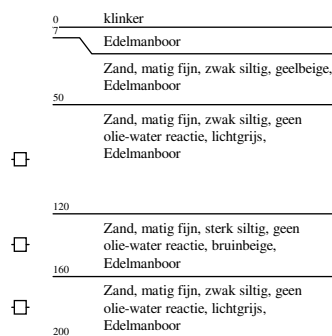 0 klinker
7
Edelmanboor
Zand, matig fijn, zwak siltig, geelbeige,
Edelmanboor
50
Zand, matig fijn, zwak siltig, geen
olie-water reactie, lichtgrijs,
Edelmanboor
120
Zand, matig fijn, sterk siltig, geen
olie-water reactie, bruinbeige,
Edelmanboor
160
Zand, matig fijn, zwak siltig, geen
olie-water reactie, lichtgrijs,
Edelmanboor
200